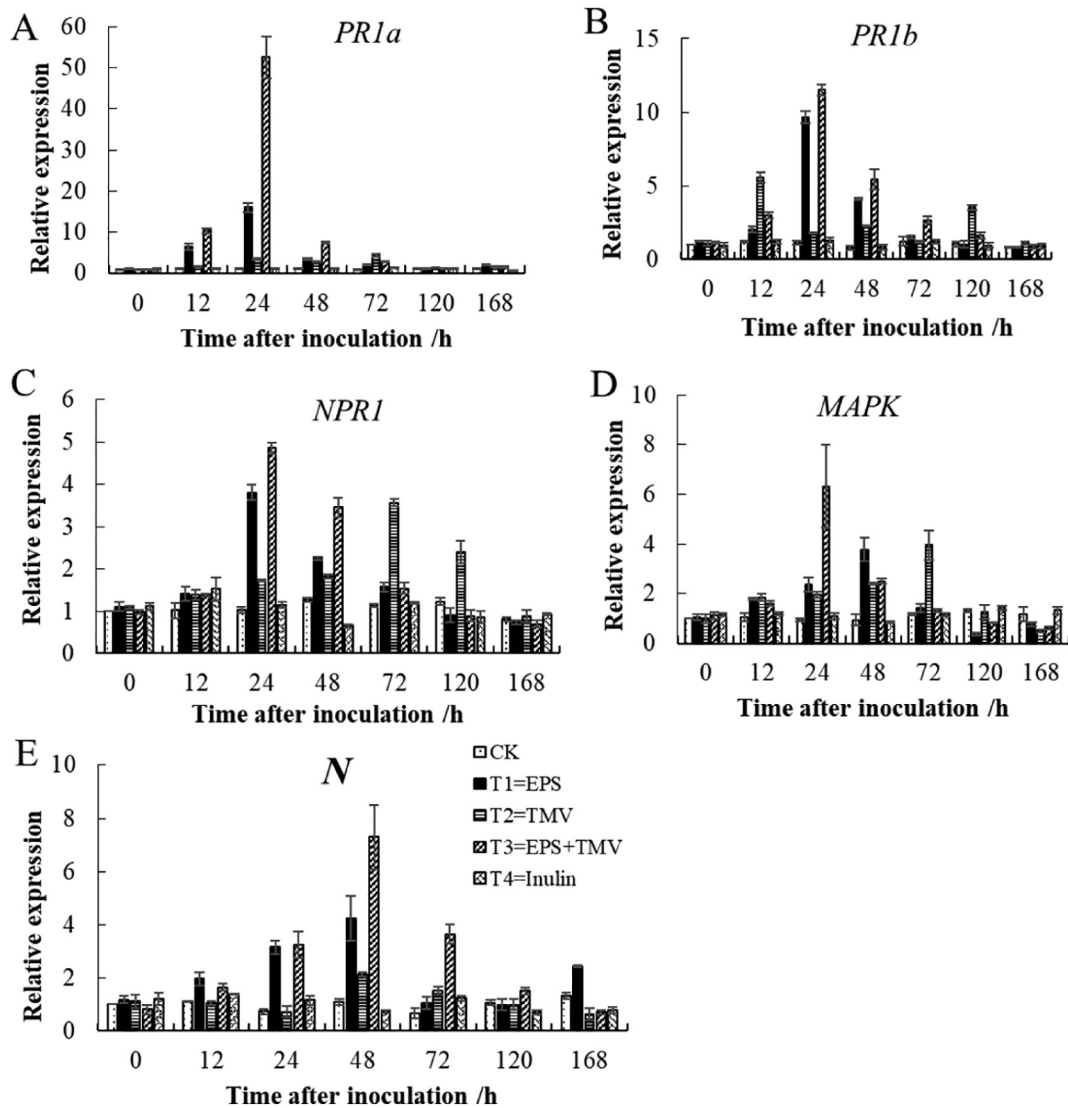 A
PR1a
60
50
40
30
20
10
0
Relative expression
0 12 24 48 72 120 168
Time after inoculation /h
B
PR1b
15
10
5
0
Relative expression
0 12 24 48 72 120 168
Time after inoculation /h
C
NPR1
6
5
4
3
2
1
0
Relative expression
0 12 24 48 72 120 168
Time after inoculation /h
D
MAPK
10
8
6
4
2
0
Relative expression
0 12 24 48 72 120 168
Time after inoculation /h
E
N
10
8
6
4
2
0
Relative expression
CK
T1=EPS
T2=TMV
T3=EPS+TMV
T4=Inulin
0 12 24 48 72 120 168
Time after inoculation /h